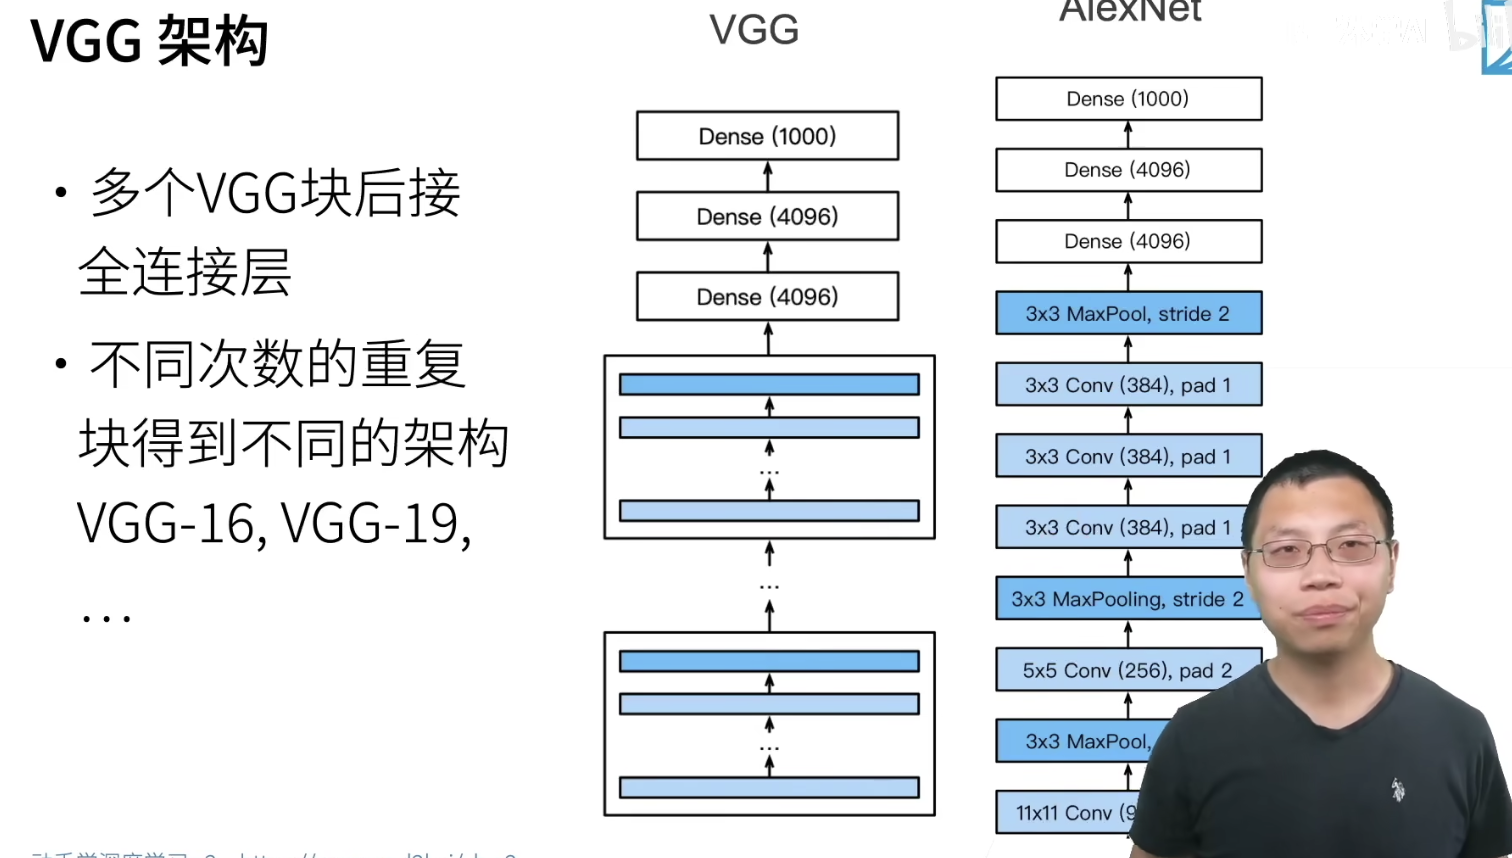 VGG 架构
• 多个VGG块后接
全连接层
• 不同次数的重复
块得到不同的架构
VGG-16, VGG-19,
...
VGG
Dense (1000)
Dense (4096)
Dense (4096)
...
...
...
AlexNet
Dense (1000)
Dense (4096)
Dense (4096)
3x3 MaxPool, stride 2
3x3 Conv (384), pad 1
3x3 Conv (384), pad 1
3x3 Conv (384), pad 1
3x3 MaxPooling, stride 2
5x5 Conv (256), pad 2
3x3 MaxPool,
11x11 Conv (9